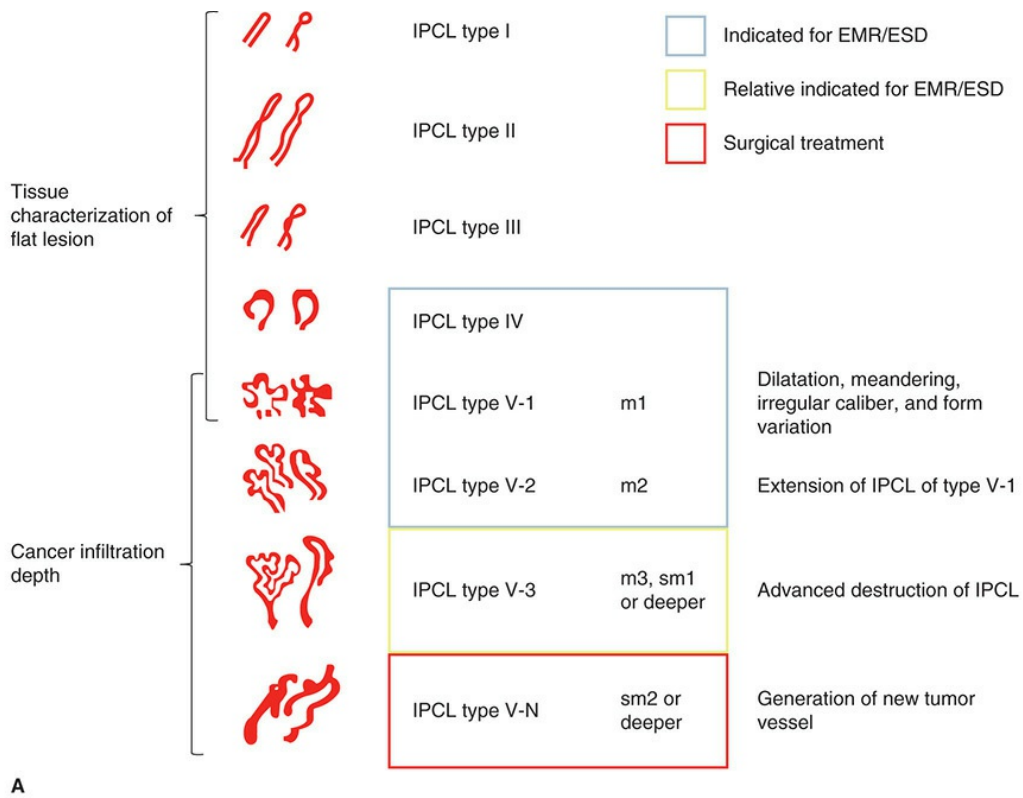 IPCL type I
Indicated for EMR/ESD
Relative indicated for EMR/ESD
IPCL type II
Surgical treatment
Tissue
characterization of
flat lesion
IPCL type III
IPCL type IV
IPCL type V-1
m1
Dilatation, meandering,
irregular caliber, and form
variation
IPCL type V-2
m2
Extension of IPCL of type V-1
Cancer infiltration
depth
IPCL type V-3
m3, sm1
or deeper
Advanced destruction of IPCL
IPCL type V-N
sm2 or
deeper
Generation of new tumor
vessel
A